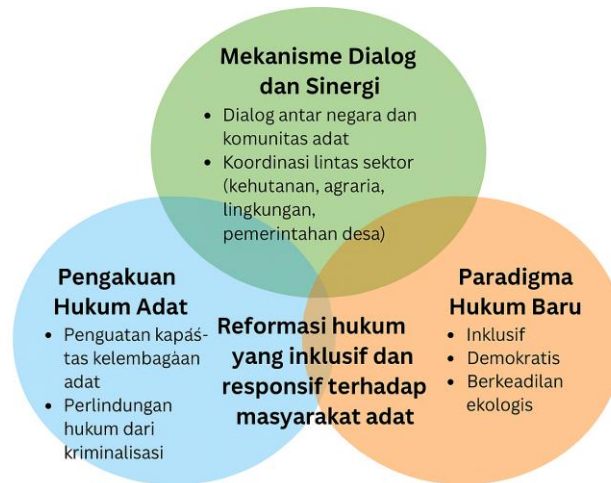 Mekanisme Dialog
dan Sinergi
• Dialog antar negara dan
komunitas adat
• Koordinasi lintas sektor
(kehutanan, agraria,
lingkungan,
pemerintahan desa)
Pengakuan
Hukum Adat
• Penguatan kapáś-
tas kelembagàan
adat
• Perlindungan
hukum dari
kriminalisasi
Reformasi hukum
yang inklusif dan
responsif terhadap
masyarakat adat
Paradigma
Hukum Baru
• Inklusif
• Demokratis
• Berkeadilan
ekologis